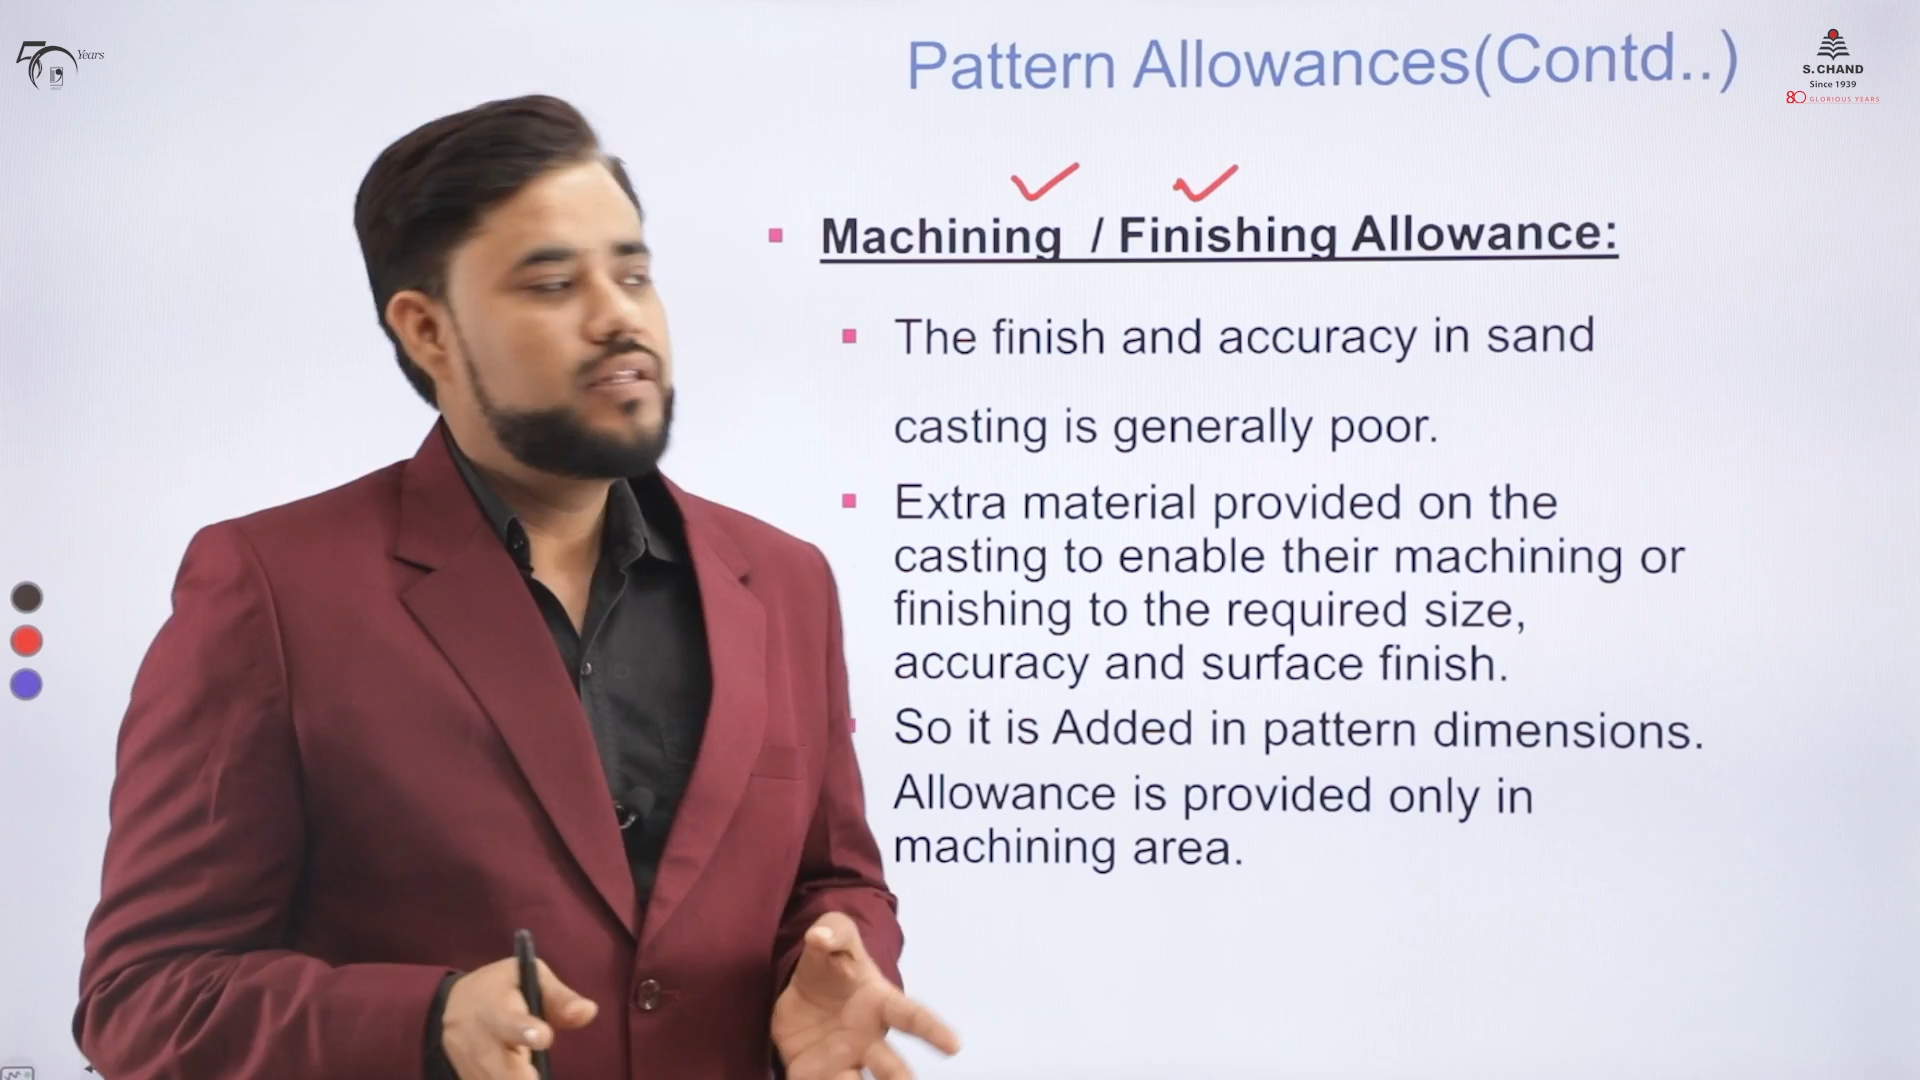 50 Years
Pattern Allowances(Contd..)
S. CHAND
Since 1939
80 GLORIOUS YEARS
Machining / Finishing Allowance:
The finish and accuracy in sand
casting is generally poor.
Extra material provided on the
casting to enable their machining or
finishing to the required size,
accuracy and surface finish.
So it is Added in pattern dimensions.
Allowance is provided only in
machining area.